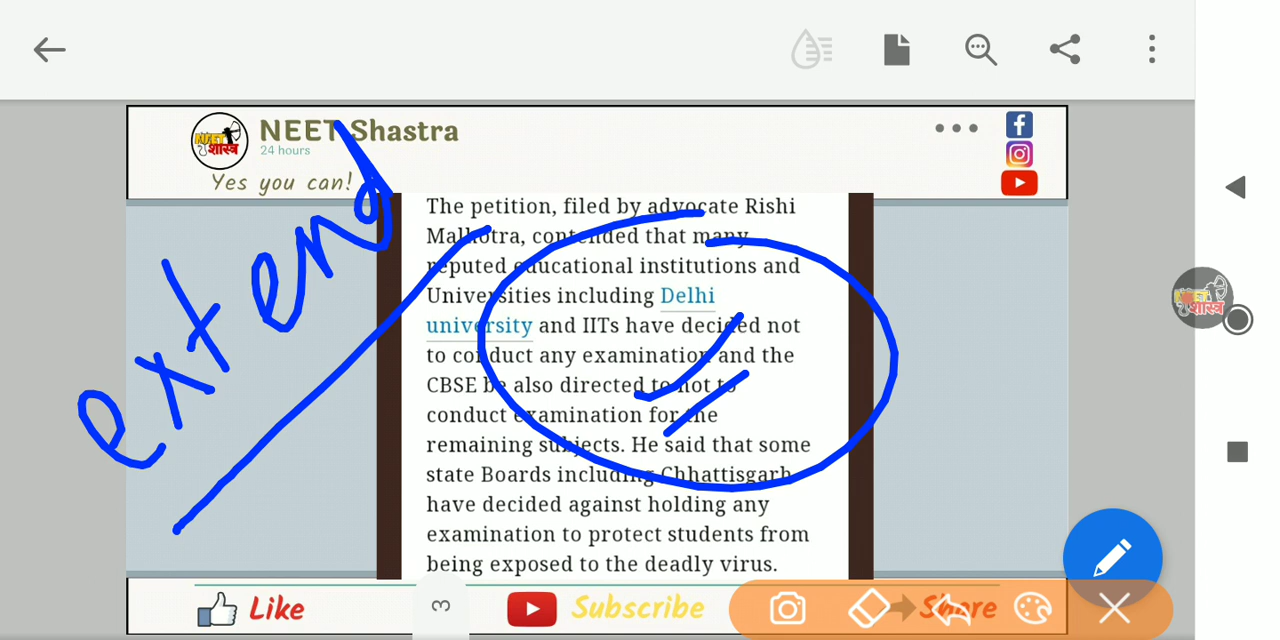 NEET Shastra
24 hours
Yes you can!
NEET
शास्त्र
extend
The petition, filed by advocate Rishi
Malhotra, contended that many
reputed educational institutions and
Universities including Delhi
university and IITs have decided not
to conduct any examination and the
CBSE be also directed to not to
conduct examination for the
remaining subjects. He said that some
state Boards including Chhattisgarh
have decided against holding any
examination to protect students from
being exposed to the deadly virus.
NEET
शास्त्र
Like
3
Subscribe
Share